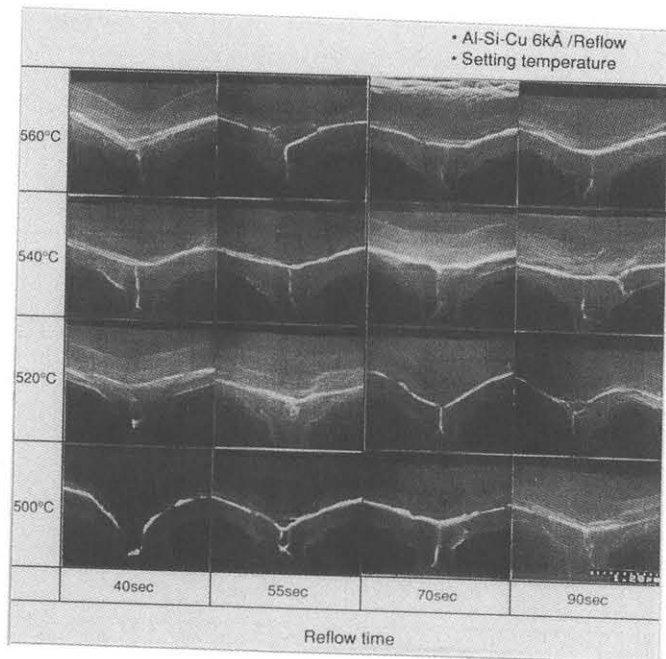 • Al-Si-Cu 6kÅ /Reflow
• Setting temperature
560°C
540°C
520°C
500°C
40sec 55sec 70sec 90sec
Reflow time